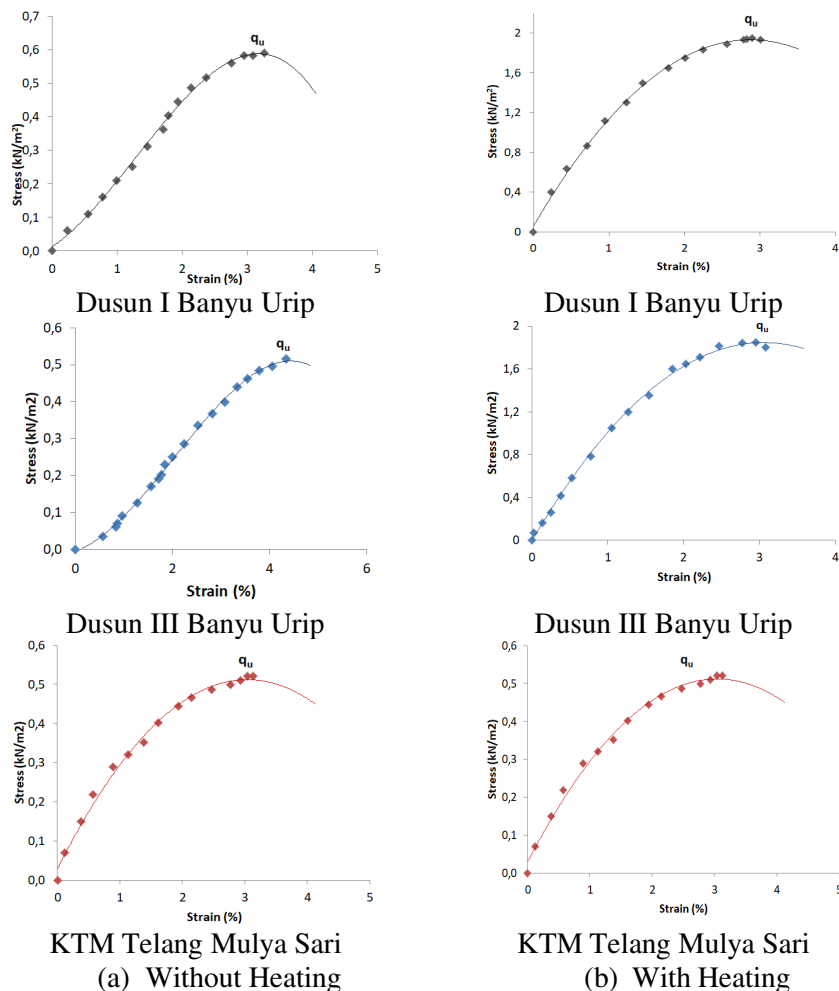 0,7
0,6
0,5
0,4
0,3
0,2
0,1
0,0
Stress (kN/m²)
qu
0 1 2 3 4 5
Strain (%)
Dusun I Banyu Urip
2
1,6
1,2
0,8
0,4
0
Stress (kN/m²)
qu
0 1 2 3 4
Strain (%)
Dusun I Banyu Urip
0,6
0,5
0,4
0,3
0,2
0,1
0,0
Stress (kN/m2)
qu
0 2 4 6
Strain (%)
Dusun III Banyu Urip
2
1,6
1,2
0,8
0,4
0
Stress (kN/m2)
qu
0 1 2 3 4
Strain (%)
Dusun III Banyu Urip
0,6
0,5
0,4
0,3
0,2
0,1
0,0
Stress (kN/m2)
qu
0 1 2 3 4 5
Strain (%)
KTM Telang Mulya Sari
(a) Without Heating
0,6
0,5
0,4
0,3
0,2
0,1
0,0
Stress (kN/m2)
qu
0 1 2 3 4 5
Strain (%)
KTM Telang Mulya Sari
(b) With Heating